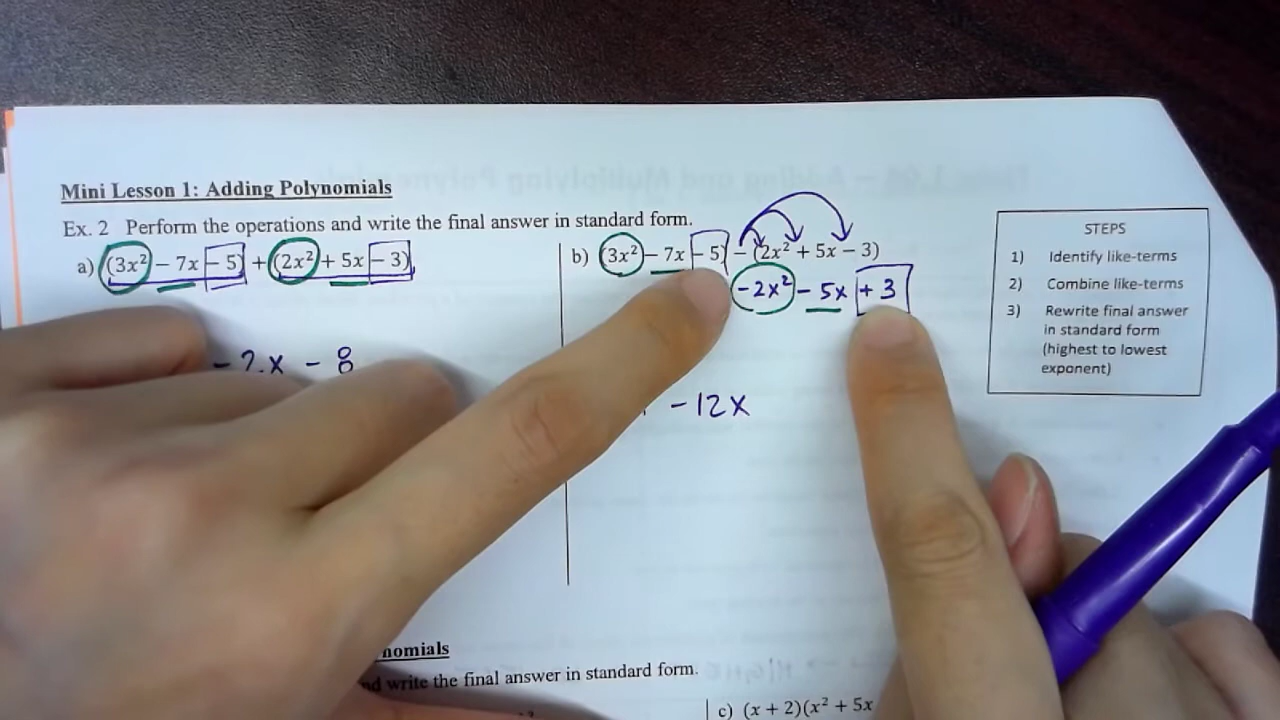 Mini Lesson 1: Adding Polynomials
Ex. 2 Perform the operations and write the final answer in standard form.
a) (3x² − 7x − 5) + (2x² + 5x − 3)
− 2x − 8
b) (3x² − 7x − 5) − (2x² + 5x − 3)
−2x² − 5x + 3
−12x
STEPS
1) Identify like-terms
2) Combine like-terms
3) Rewrite final answer
in standard form
(highest to lowest
exponent)
nomials
nd write the final answer in standard form.
c) (x + 2)(x² + 5x